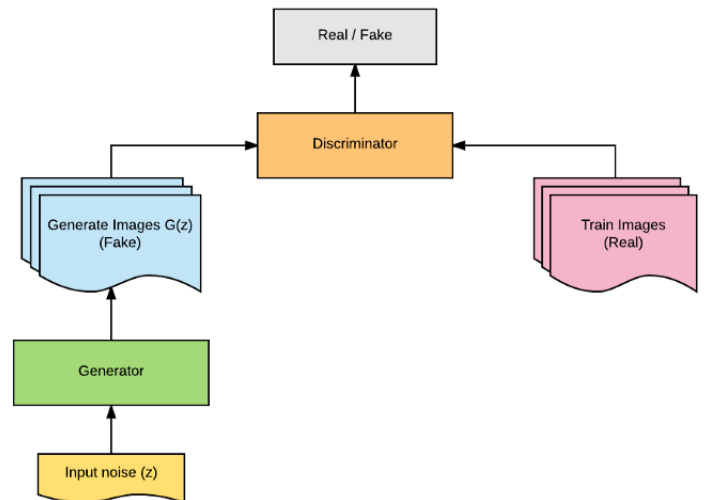 Real / Fake
Discriminator
Generate Images G(z)
(Fake)
Train Images
(Real)
Generator
Input noise (z)